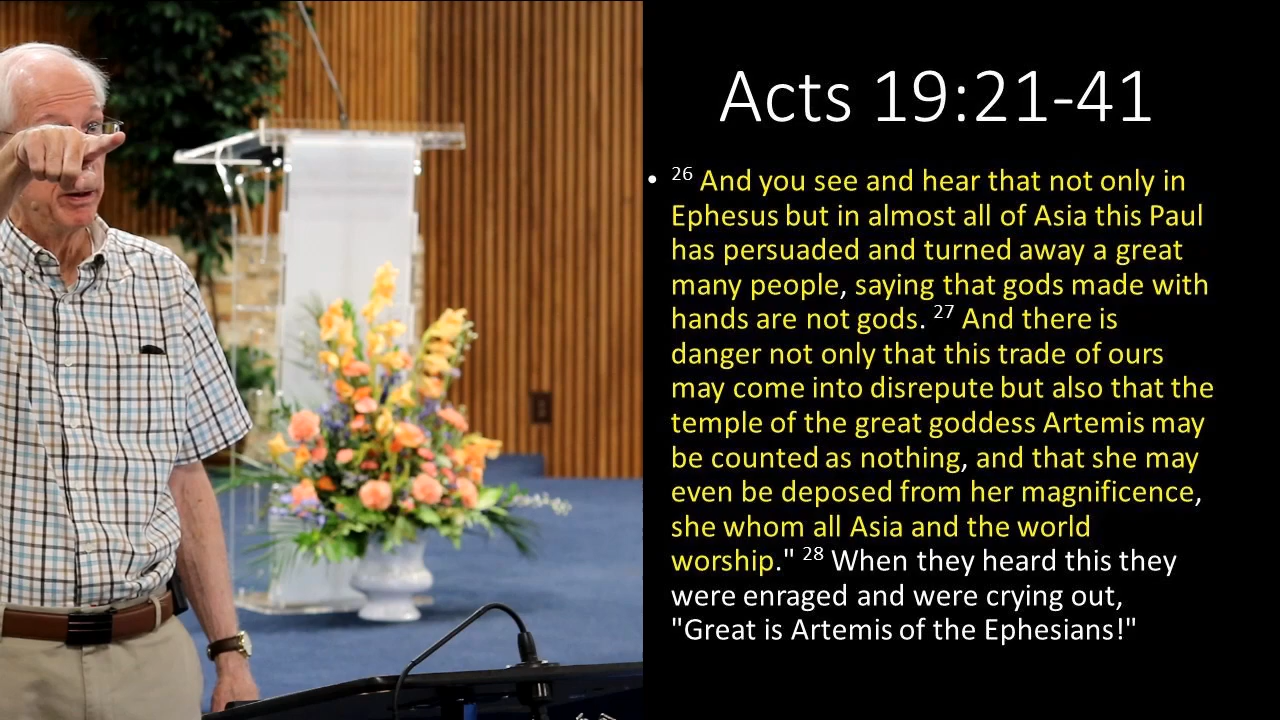 Acts 19:21-41
• 26 And you see and hear that not only in
Ephesus but in almost all of Asia this Paul
has persuaded and turned away a great
many people, saying that gods made with
hands are not gods. 27 And there is
danger not only that this trade of ours
may come into disrepute but also that the
temple of the great goddess Artemis may
be counted as nothing, and that she may
even be deposed from her magnificence,
she whom all Asia and the world
worship." 28 When they heard this they
were enraged and were crying out,
"Great is Artemis of the Ephesians!"